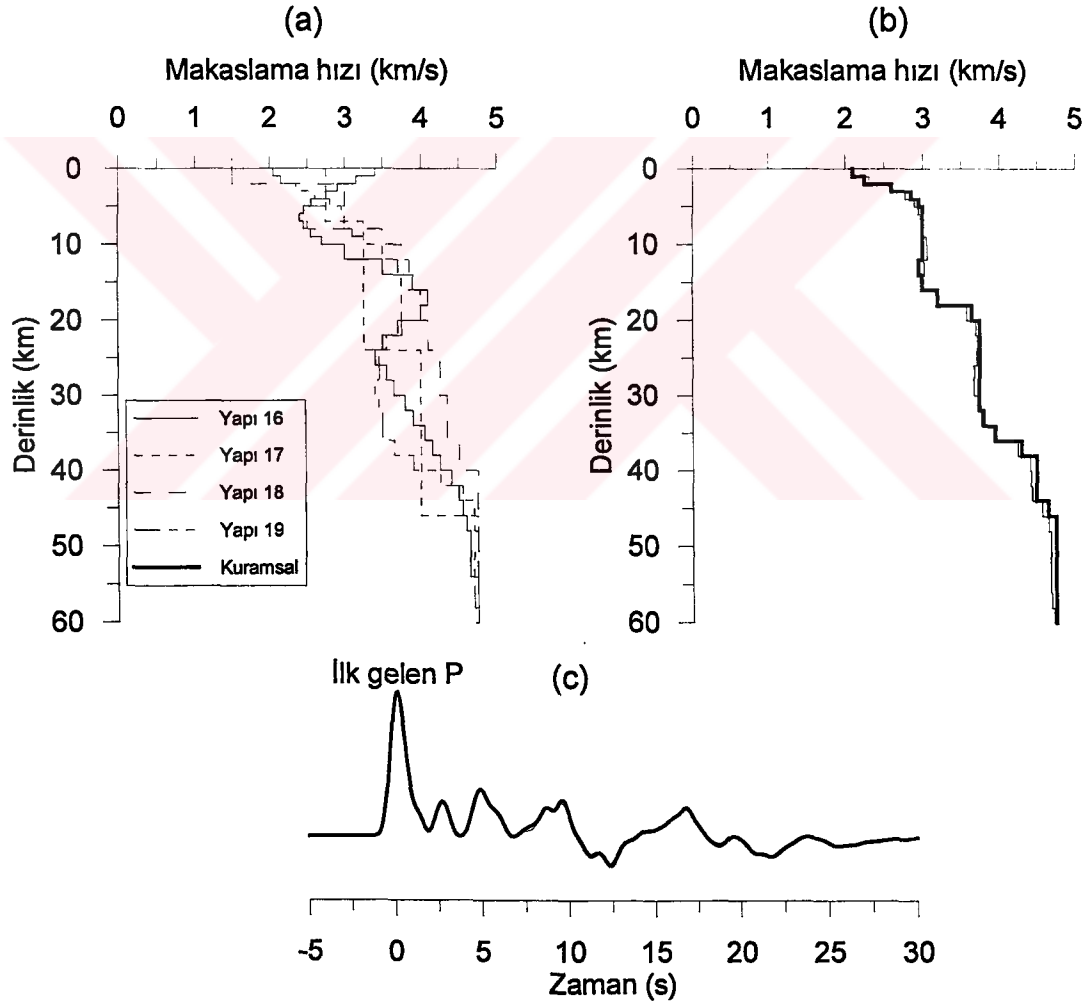 (a)
Makaslama hızı (km/s)
0 1 2 3 4 5
0
10
20
30
40
50
60
Derinlik (km)
Yapı 16
Yapı 17
Yapı 18
Yapı 19
Kuramsal
(b)
Makaslama hızı (km/s)
0 1 2 3 4 5
0
10
20
30
40
50
60
Derinlik (km)
İlk gelen P
(c)
-5 0 5 10 15 20 25 30
Zaman (s)